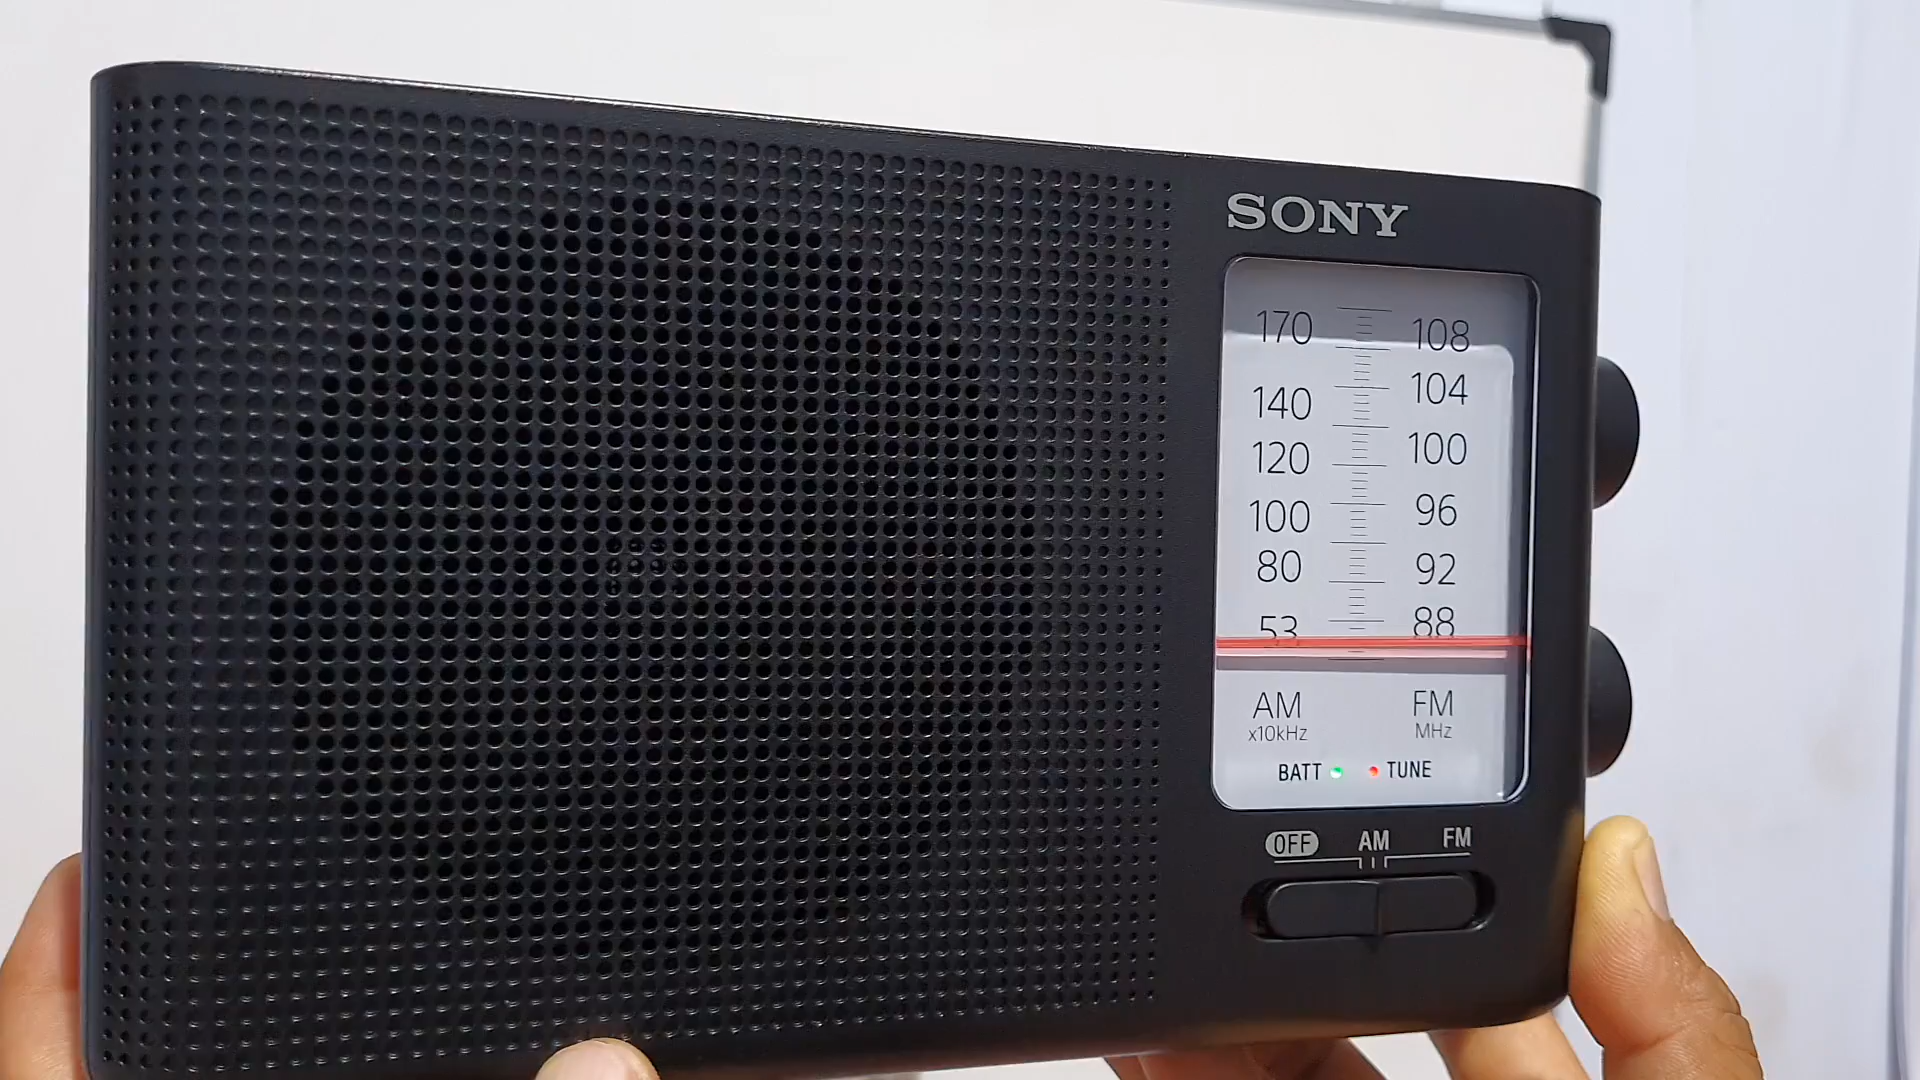 SONY
170 108
140 104
120 100
100 96
80 92
53 88
AM FM
x10kHz MHz
BATT TUNE
OFF AM FM